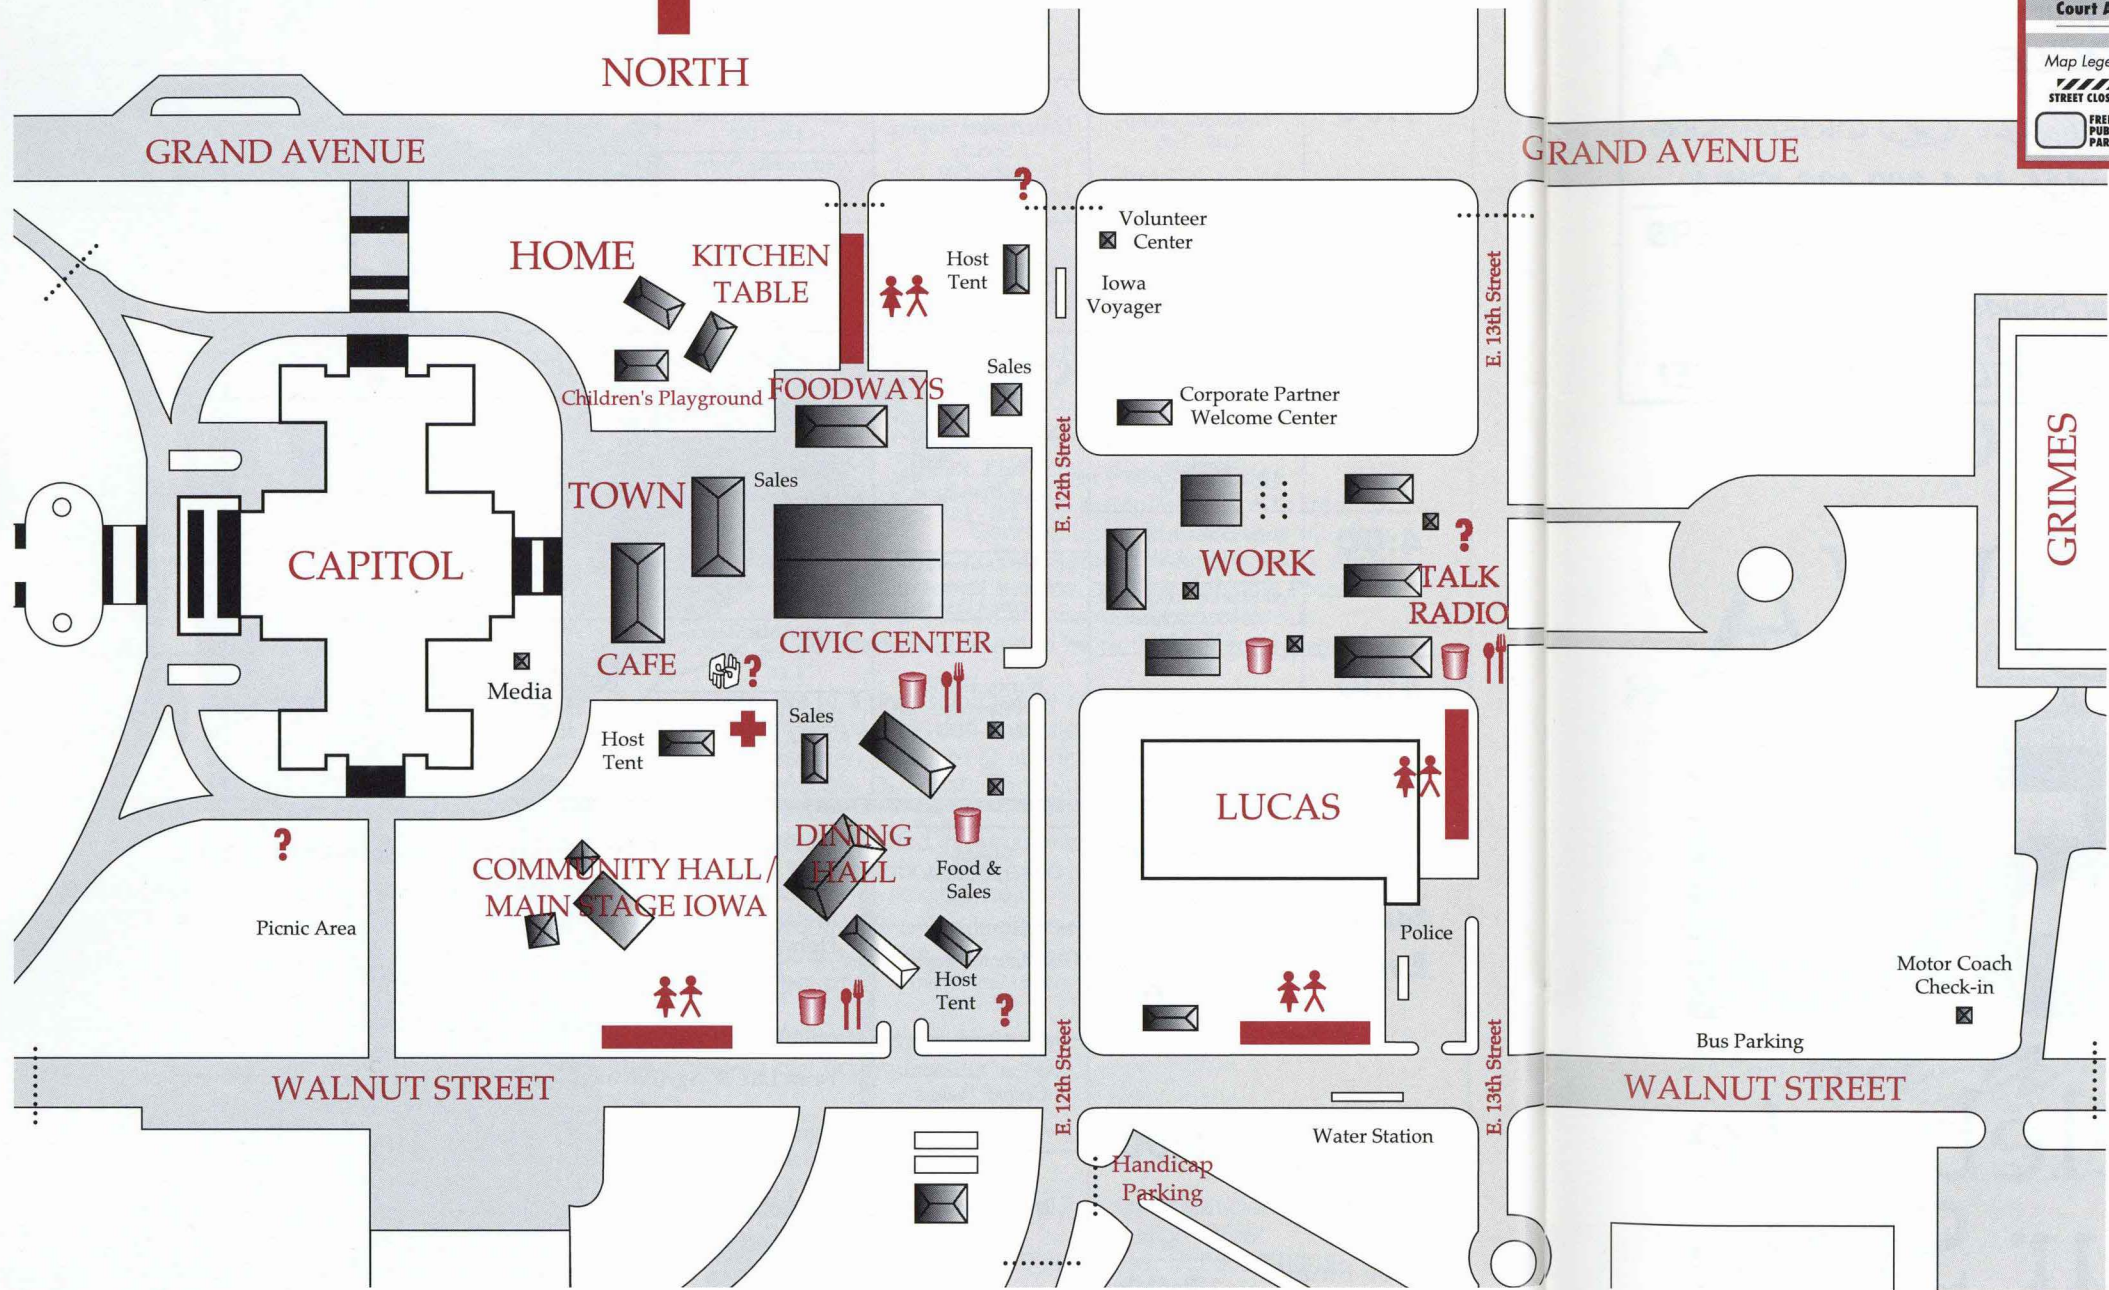 NORTH
Court
Map
STREET
GRAND AVENUE
GRAND AVENUE
?
Volunteer
Center
HOME
KITCHEN
TABLE
Host
Tent
Iowa
Voyager
E. 13th Street
Sales
Children's Playground
FOODWAYS
Corporate Partner
Welcome Center
E. 12th Street
GRIMES
TOWN
Sales
CAPITOL
WORK
?
TALK
RADIO
CIVIC CENTER
CAFE
?
Media
Sales
Host
Tent
LUCAS
?
DINING
HALL
COMMUNITY HALL/
MAIN STAGE IOWA
Food &
Sales
Picnic Area
Police
Host
Tent
?
Motor Coach
Check-in
Bus Parking
E. 12th Street
E. 13th Street
WALNUT STREET
WALNUT STREET
Water Station
Handicap
Parking